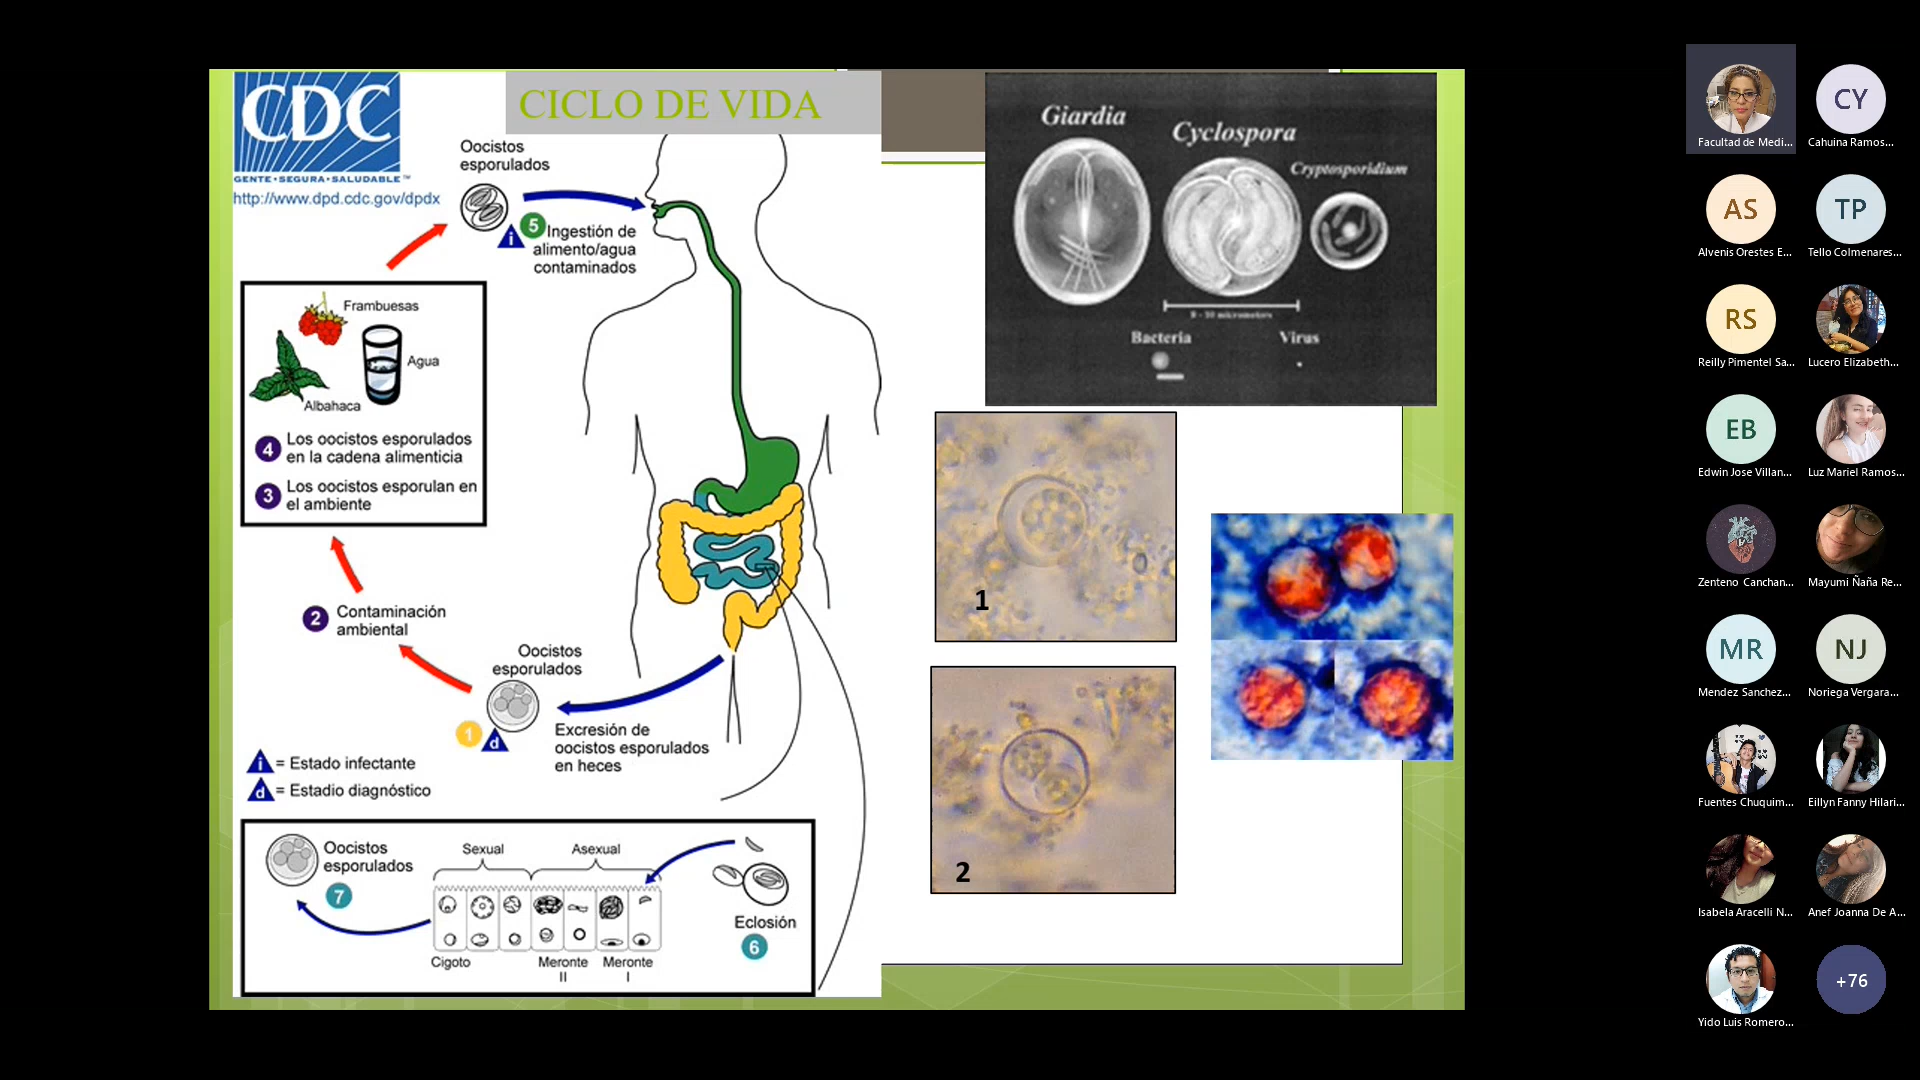 CDC
GENTE•SEGURA•SALUDABLE™
http://www.dpd.cdc.gov/dpdx
CICLO DE VIDA
Oocistos
esporulados
i
5
Ingestión de
alimento/agua
contaminados
Frambuesas
Agua
Albahaca
4
Los oocistos esporulados
en la cadena alimenticia
3
Los oocistos esporulan en
el ambiente
2
Contaminación
ambiental
Oocistos
esporulados
1
d
Excresión de
oocistos esporulados
en heces
i = Estado infectante
d = Estadio diagnóstico
Oocistos
esporulados
7
Sexual
Asexual
Cigoto
Meronte
II
Meronte
I
Eclosión
6
Giardia
Cyclospora
Cryptosporidium
8 - 10 micrometers
Bacteria
Virus
1
2
Facultad de Medi...
CY
Cahuina Ramos...
AS
Alvenis Orestes E...
TP
Tello Colmenares...
RS
Reilly Pimentel Sa...
Lucero Elizabeth...
EB
Edwin Jose Villan...
Luz Mariel Ramos...
Zenteno Canchan...
Mayumi Ñaña Re...
MR
Mendez Sanchez...
NJ
Noriega Vergara...
Fuentes Chuquim...
Eillyn Fanny Hilari...
Isabela Aracelli N...
Anef Joanna De A...
Yido Luis Romero...
+76